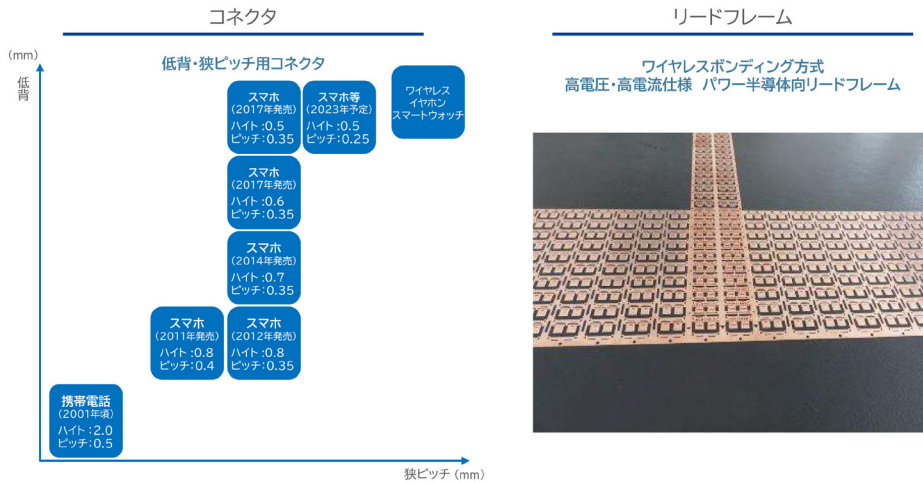 コネクタ
(mm)
低背
低背・狭ピッチ用コネクタ
スマホ
(2017年発売)
ハイト:0.5
ピッチ:0.35
スマホ等
(2023年予定)
ハイト:0.5
ピッチ:0.25
ワイヤレス
イヤホン
スマートウォッチ
スマホ
(2017年発売)
ハイト:0.6
ピッチ:0.35
スマホ
(2014年発売)
ハイト:0.7
ピッチ:0.35
スマホ
(2011年発売)
ハイト:0.8
ピッチ:0.4
スマホ
(2012年発売)
ハイト:0.8
ピッチ:0.35
携帯電話
(2001年頃)
ハイト:2.0
ピッチ:0.5
狭ピッチ(mm)
リードフレーム
ワイヤレスボンディング方式
高電圧・高電流仕様 パワー半導体向リードフレーム